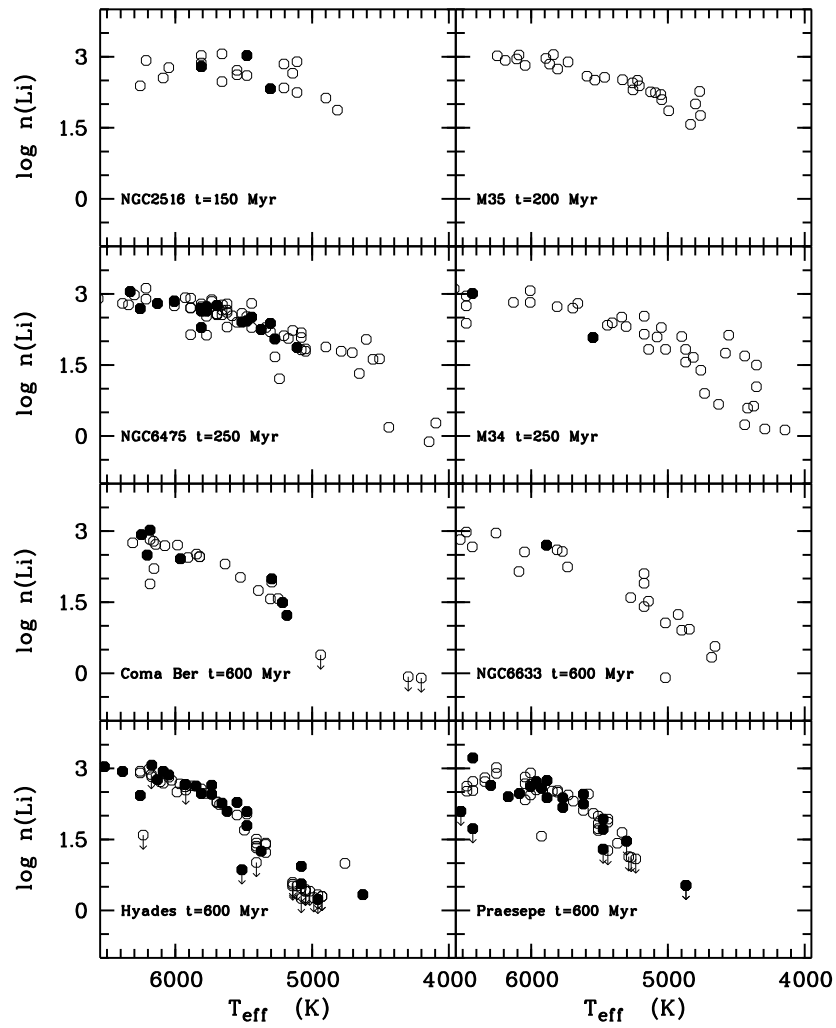 3
1.5
0
log n(Li)
NGC2516 t=150 Myr
M35 t=200 Myr
3
1.5
0
log n(Li)
NGC6475 t=250 Myr
M34 t=250 Myr
3
1.5
0
log n(Li)
Coma Ber t=600 Myr
NGC6633 t=600 Myr
3
1.5
0
log n(Li)
Hyades t=600 Myr
Praesepe t=600 Myr
6000 5000 4000 6000 5000 4000
T_eff (K) T_eff (K)